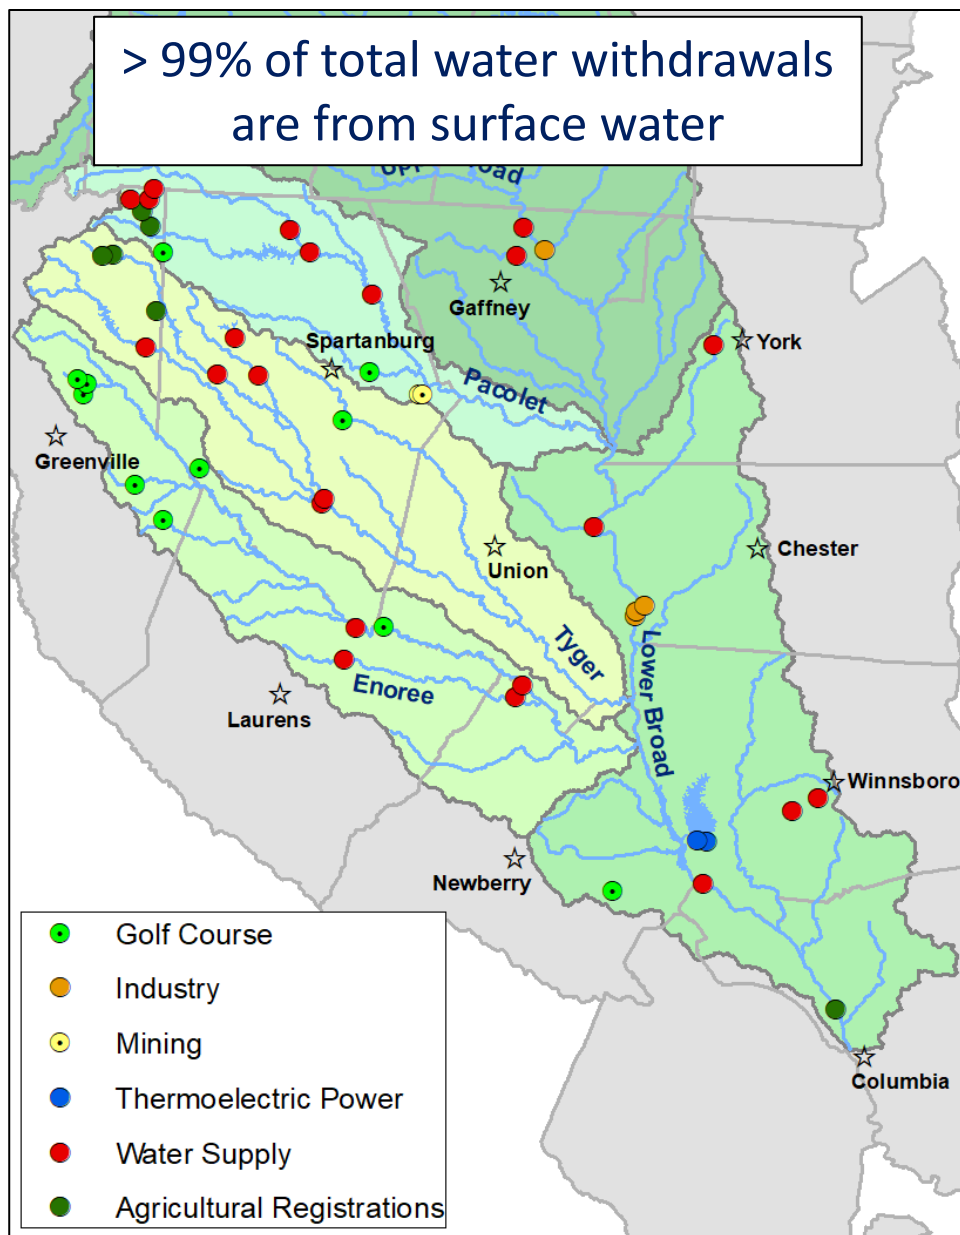 > 99% of total water withdrawals
are from surface water
Broad
Gaffney
York
Spartanburg
Pacolet
Greenville
Chester
Union
Tyger
Lower Broad
Enoree
Laurens
Winnsboro
Newberry
Columbia
Golf Course
Industry
Mining
Thermoelectric Power
Water Supply
Agricultural Registrations